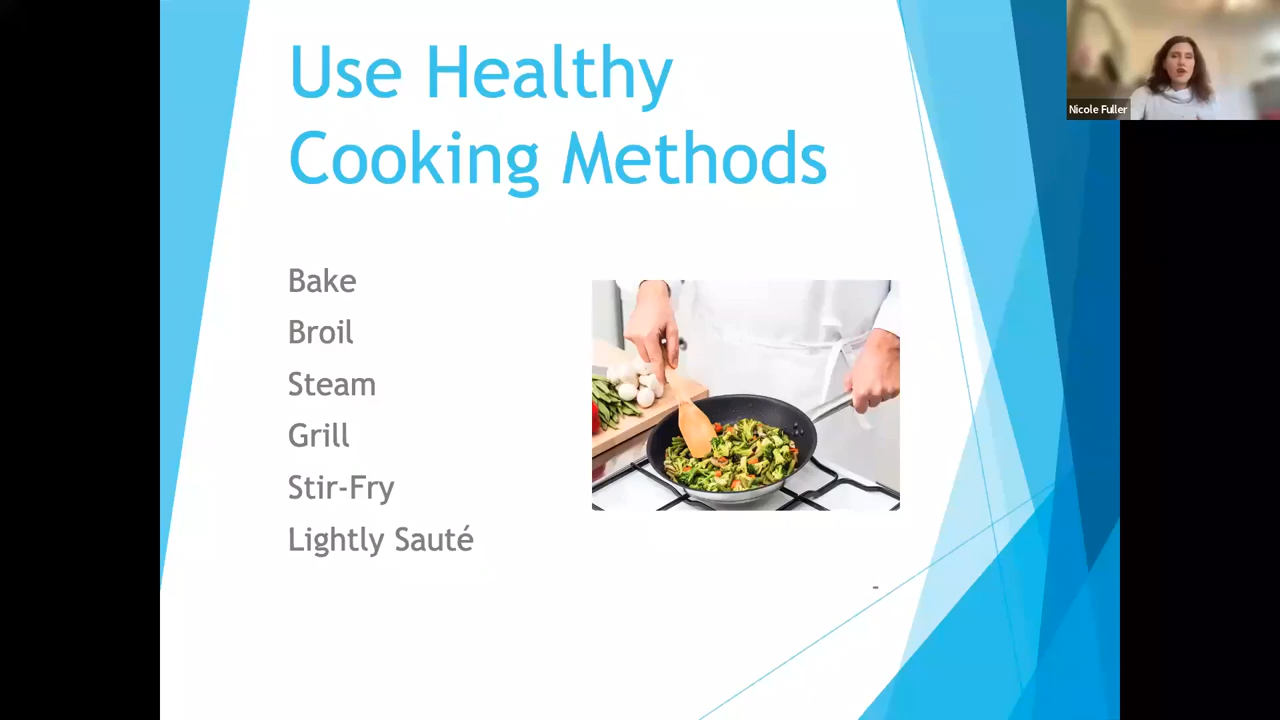 Use Healthy
Cooking Methods
Nicole Fuller
Bake
Broil
Steam
Grill
Stir-Fry
Lightly Sauté
-